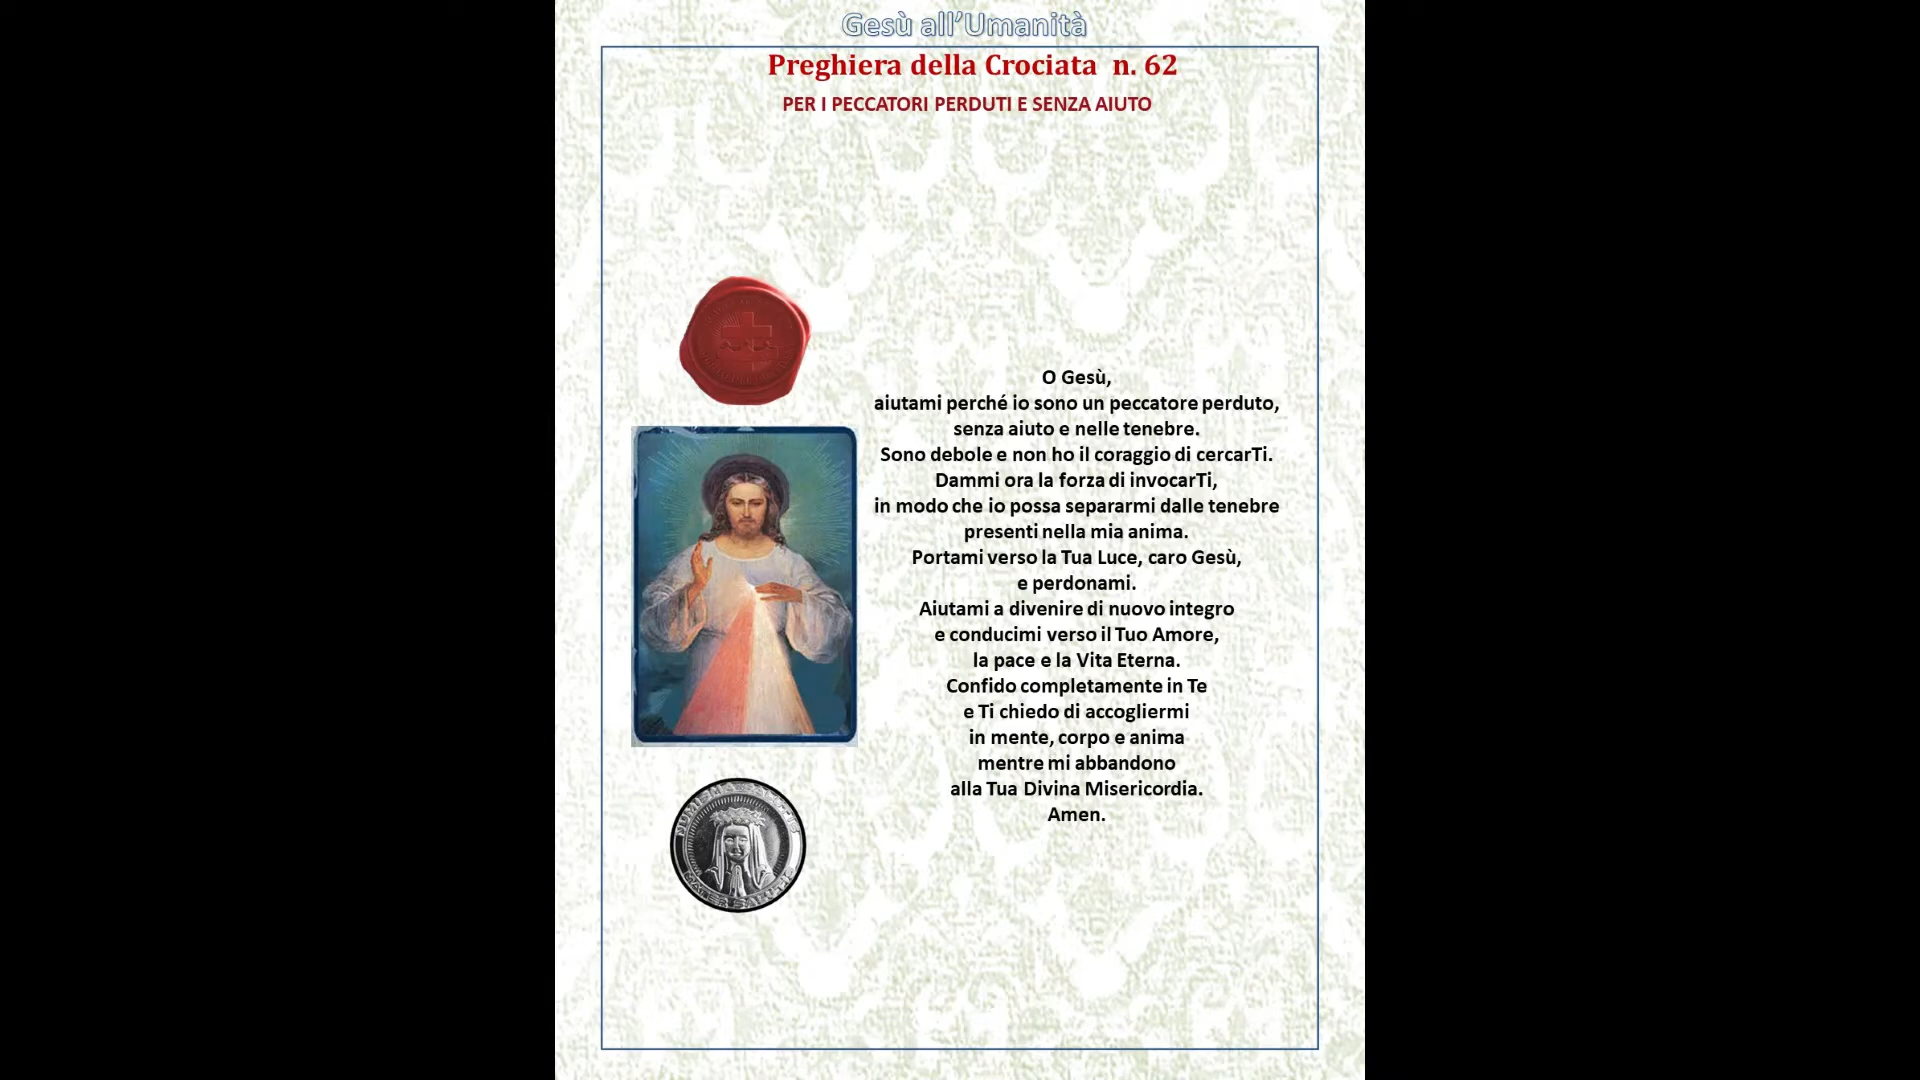 Gesù all'Umanità
Preghiera della Crociata n. 62
PER I PECCATORI PERDUTI E SENZA AIUTO
O Gesù,
aiutami perché io sono un peccatore perduto,
senza aiuto e nelle tenebre.
Sono debole e non ho il coraggio di cercarTi.
Dammi ora la forza di invocarTi,
in modo che io possa separarmi dalle tenebre
presenti nella mia anima.
Portami verso la Tua Luce, caro Gesù,
e perdonami.
Aiutami a divenire di nuovo integro
e conducimi verso il Tuo Amore,
la pace e la Vita Eterna.
Confido completamente in Te
e Ti chiedo di accogliermi
in mente, corpo e anima
mentre mi abbandono
alla Tua Divina Misericordia.
Amen.
NUMISMA SALUTIS
MATER SALUTIS